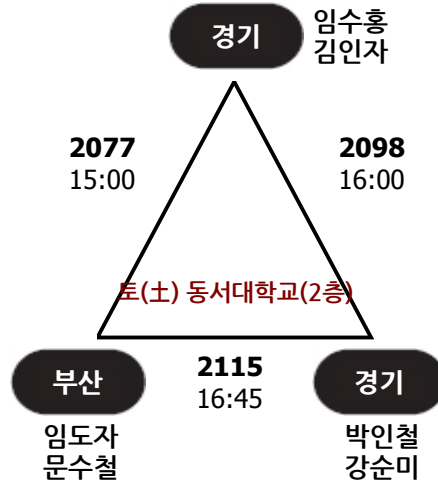 경기
임수홍
김인자
2077
15:00
2098
16:00
토(土) 동서대학교(2층)
부산
2115
16:45
경기
임도자
문수철
박인철
강순미